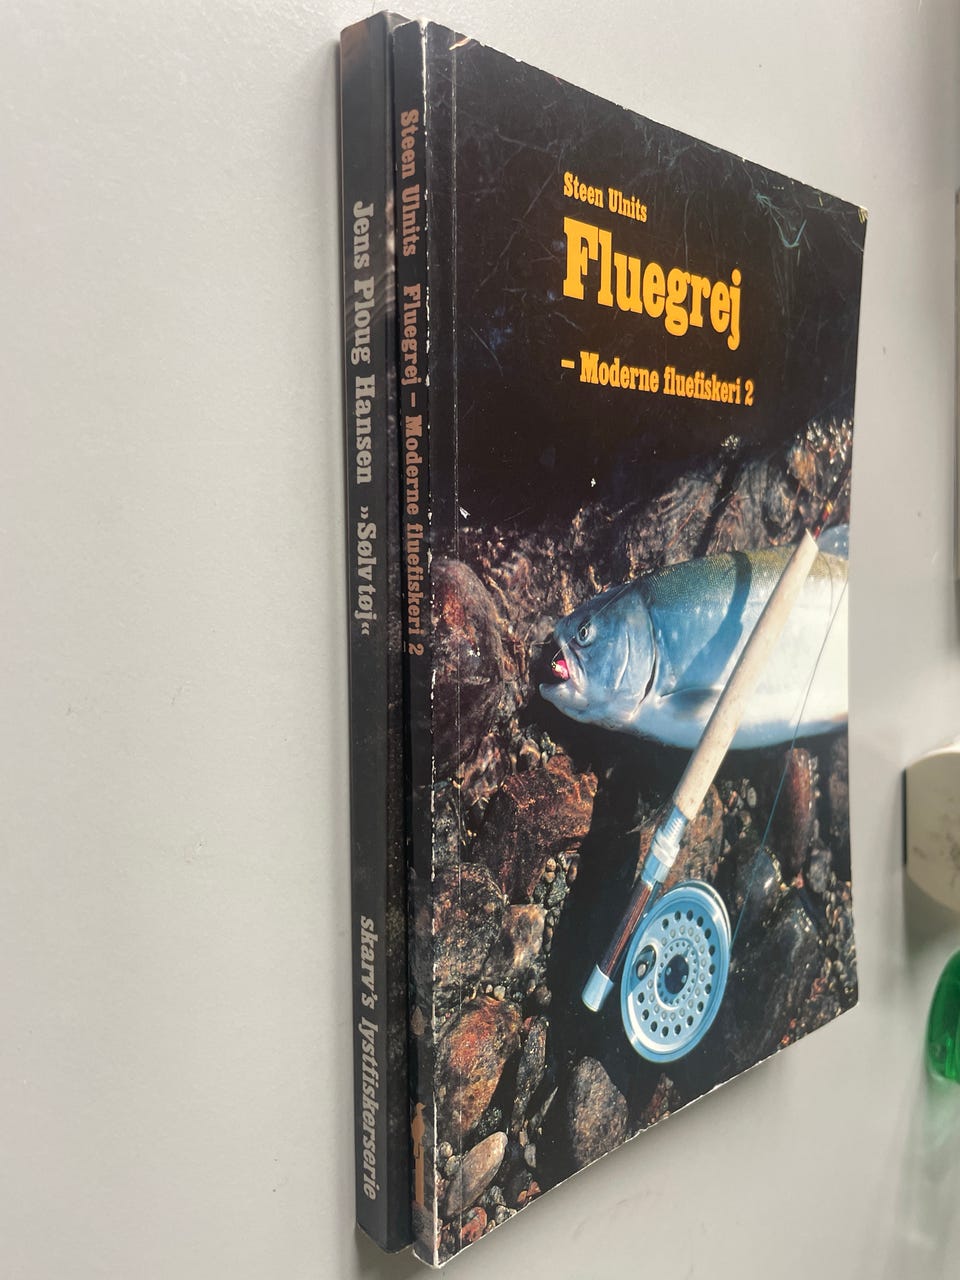 Jens Ploug Hansen »Sølvtøj« skarv's lystfiskerserie
Steen Ulnits Fluegrej – Moderne fluefiskeri 2
Steen Ulnits
Fluegrej
– Moderne fluefiskeri 2